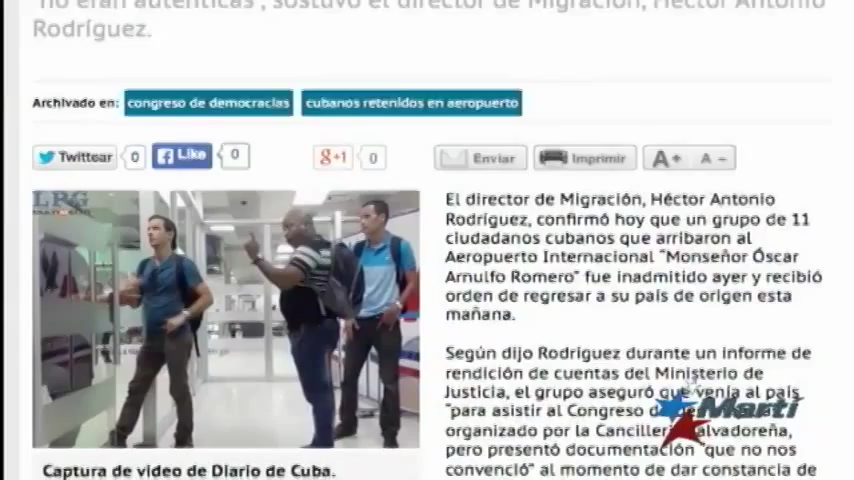 "no eran auténticas", sostuvo el director de Migración, Héctor Antonio
Rodríguez.
Archivado en: congreso de democracias cubanos retenidos en aeropuerto
Twittear 0 Like 0 g+1 0 Enviar Imprimir A+ A-
LPG
Captura de video de Diario de Cuba.
El director de Migración, Héctor Antonio
Rodríguez, confirmó hoy que un grupo de 11
ciudadanos cubanos que arribaron al
Aeropuerto Internacional "Monseñor Óscar
Arnulfo Romero" fue inadmitido ayer y recibió
orden de regresar a su país de origen esta
mañana.
Según dijo Rodríguez durante un informe de
rendición de cuentas del Ministerio de
Justicia, el grupo aseguró que venía al país
"para asistir al Congreso
organizado por la Cancillería Salvadoreña,
pero presentó documentación "que no nos
convenció" al momento de dar constancia de
Martí